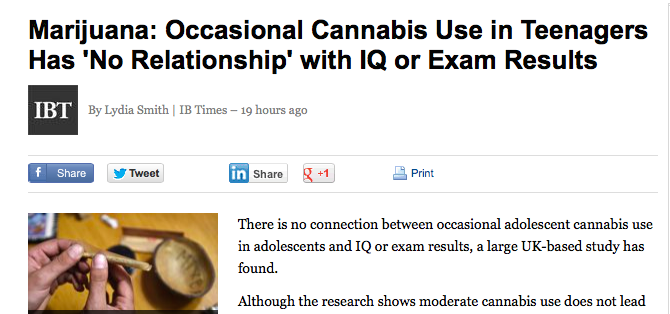 Marijuana: Occasional Cannabis Use in Teenagers
Has 'No Relationship' with IQ or Exam Results
IBT
By Lydia Smith | IB Times – 19 hours ago
f Share
Tweet
in Share
g +1
Print
There is no connection between occasional adolescent cannabis use
in adolescents and IQ or exam results, a large UK-based study has
found.
Although the research shows moderate cannabis use does not lead